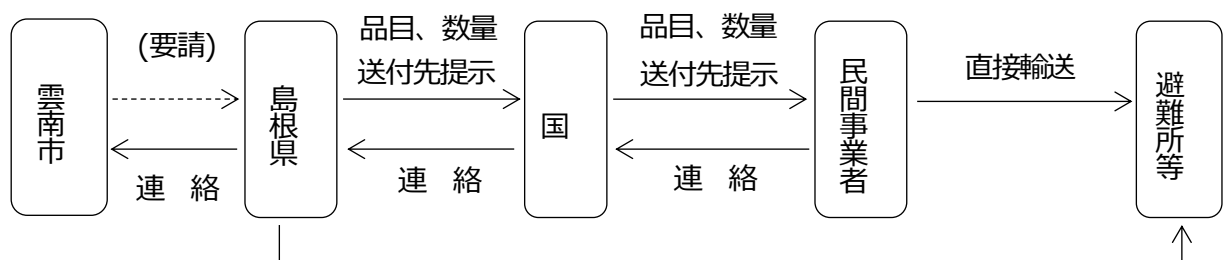 雲南市
(要請)
連　絡
島根県
品目、数量
送付先提示
連　絡
国
品目、数量
送付先提示
連　絡
民間事業者
直接輸送
避難所等